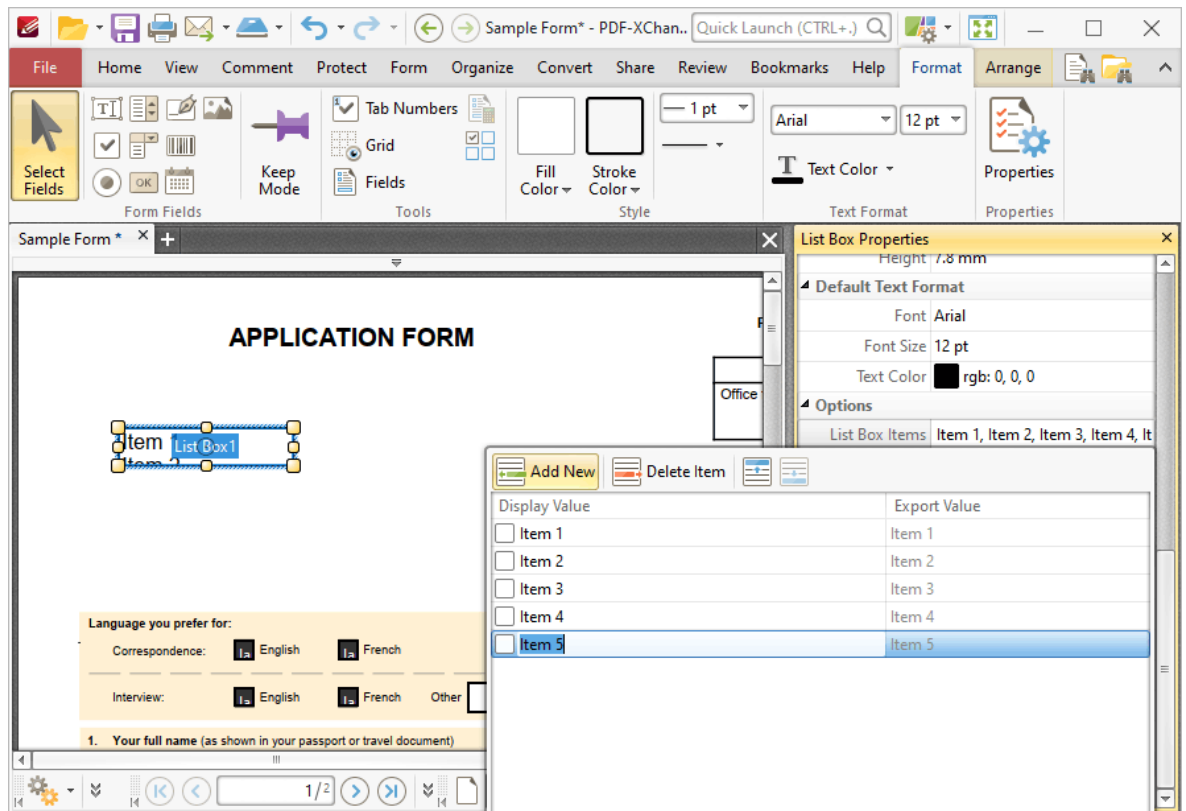 Sample Form* - PDF-XChan.. Quick Launch (CTRL+.)
File Home View Comment Protect Form Organize Convert Share Review Bookmarks Help Format Arrange
Select Fields
OK
Form Fields
Keep Mode
Tab Numbers
Grid
Fields
Tools
Fill Color
Stroke Color
1 pt
Style
Arial 12 pt
T Text Color
Text Format
Properties
Properties
Sample Form *
List Box Properties
Height 7.8 mm
Default Text Format
Font Arial
Font Size 12 pt
Text Color rgb: 0, 0, 0
Options
List Box Items Item 1, Item 2, Item 3, Item 4, It
APPLICATION FORM
Office
Item
List Box1
Item 2
Add New Delete Item
Display Value Export Value
Item 1 Item 1
Item 2 Item 2
Item 3 Item 3
Item 4 Item 4
Item 5 Item 5
Language you prefer for:
Correspondence: English French
Interview: English French Other
1. Your full name (as shown in your passport or travel document)
1/2